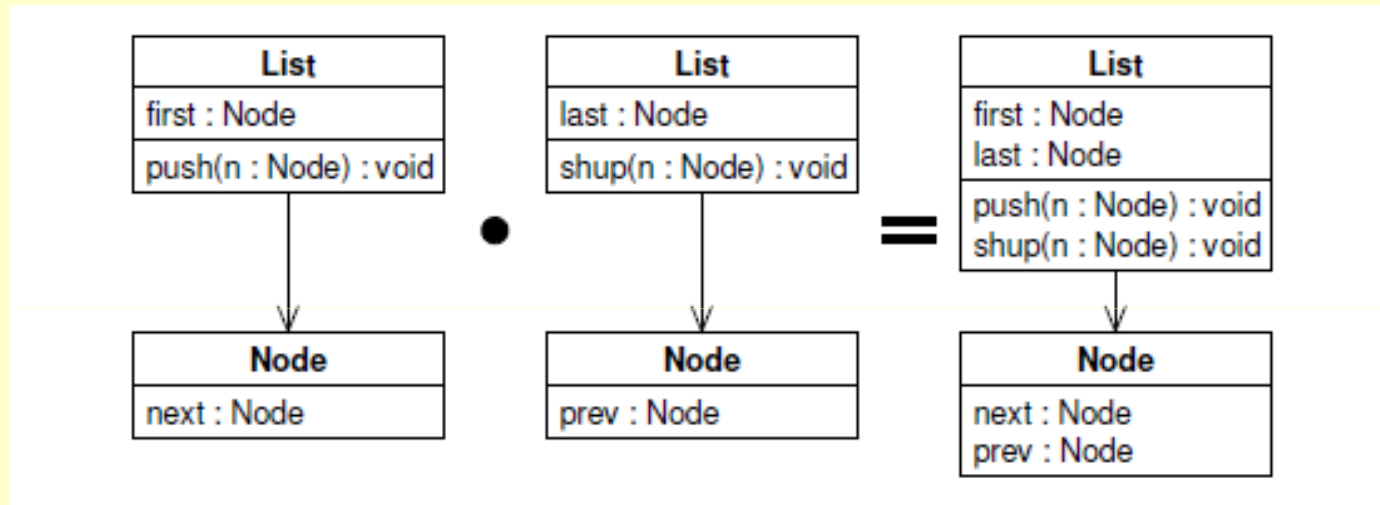 List
first : Node
push(n : Node) : void
Node
next : Node
•
List
last : Node
shup(n : Node) : void
Node
prev : Node
=
List
first : Node
last : Node
push(n : Node) : void
shup(n : Node) : void
Node
next : Node
prev : Node